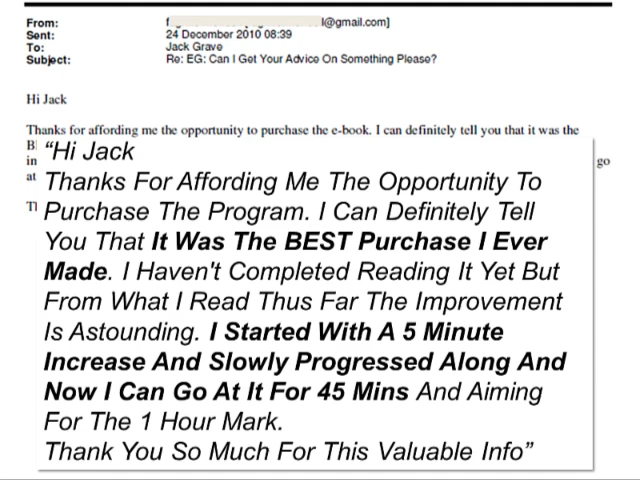 From:
l@gmail.com]
Sent: 24 December 2010 08:39
To: Jack Grave
Subject: Re: EG: Can I Get Your Advice On Something Please?
Hi Jack
Thanks for affording me the opportunity to purchase the e-book. I can definitely tell you that it was the
B
in go
at
“Hi Jack
Thanks For Affording Me The Opportunity To
Purchase The Program. I Can Definitely Tell
You That It Was The BEST Purchase I Ever
Made. I Haven't Completed Reading It Yet But
From What I Read Thus Far The Improvement
Is Astounding. I Started With A 5 Minute
Increase And Slowly Progressed Along And
Now I Can Go At It For 45 Mins And Aiming
For The 1 Hour Mark.
Thank You So Much For This Valuable Info”